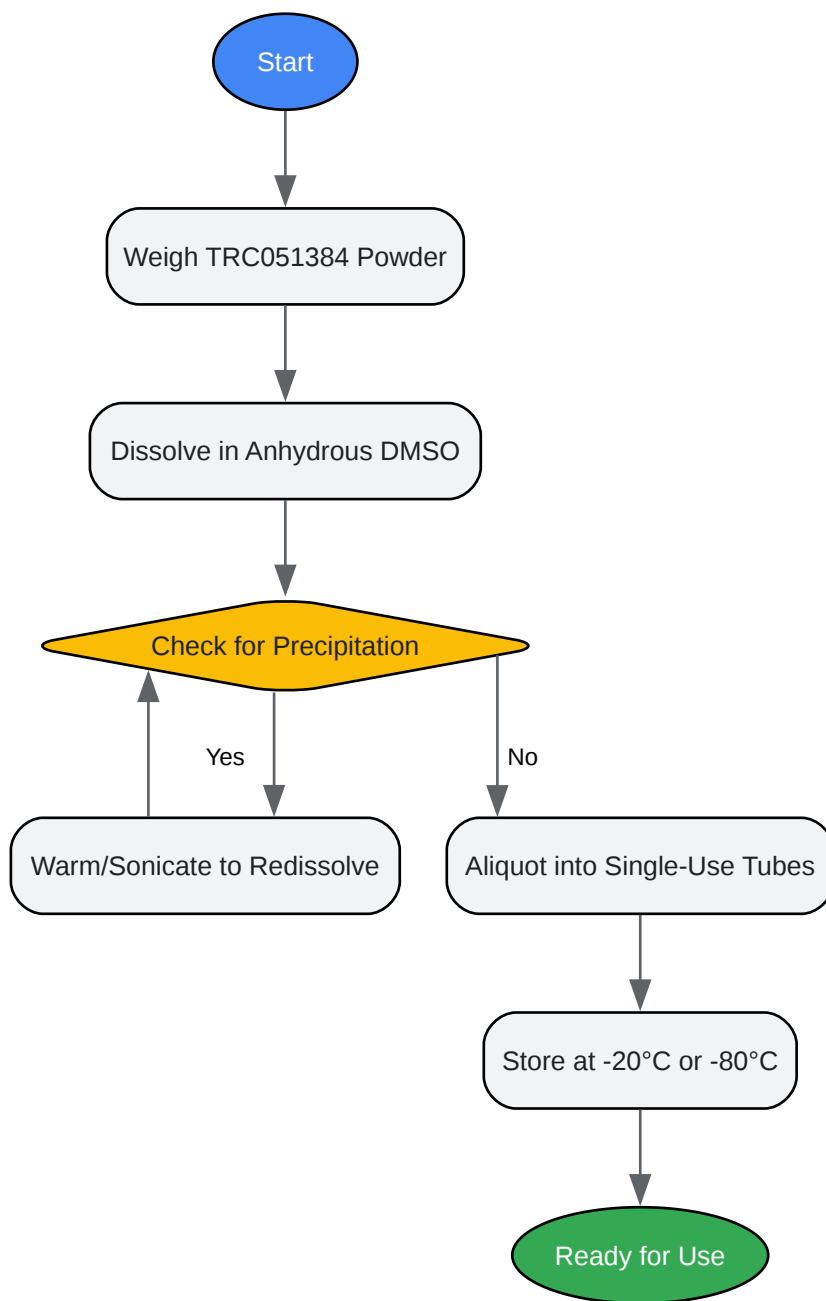 Start
Weigh TRC051384 Powder
Dissolve in Anhydrous DMSO
Check for Precipitation
Yes
No
Warm/Sonicate to Redissolve
Aliquot into Single-Use Tubes
Store at -20°C or -80°C
Ready for Use